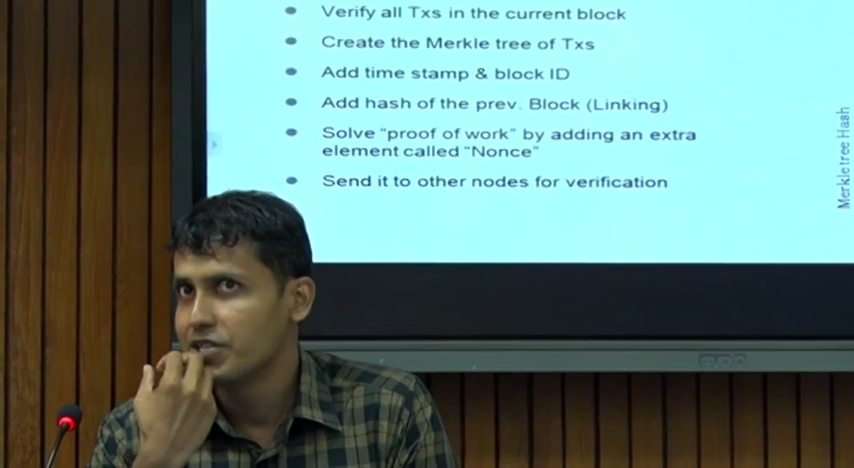 Verify all Txs in the current block
Create the Merkle tree of Txs
Add time stamp & block ID
Add hash of the prev. Block (Linking)
Solve "proof of work" by adding an extra
element called "Nonce"
Send it to other nodes for verification
Merkletree Hash